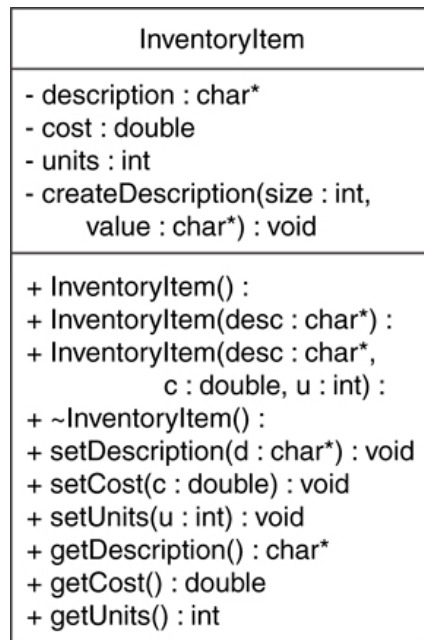 InventoryItem
- description : char*
- cost : double
- units : int
- createDescription(size : int,
value : char*) : void
+ InventoryItem() :
+ InventoryItem(desc : char*) :
+ InventoryItem(desc : char*,
c : double, u : int) :
+ ~InventoryItem() :
+ setDescription(d : char*) : void
+ setCost(c : double) : void
+ setUnits(u : int) : void
+ getDescription() : char*
+ getCost() : double
+ getUnits() : int